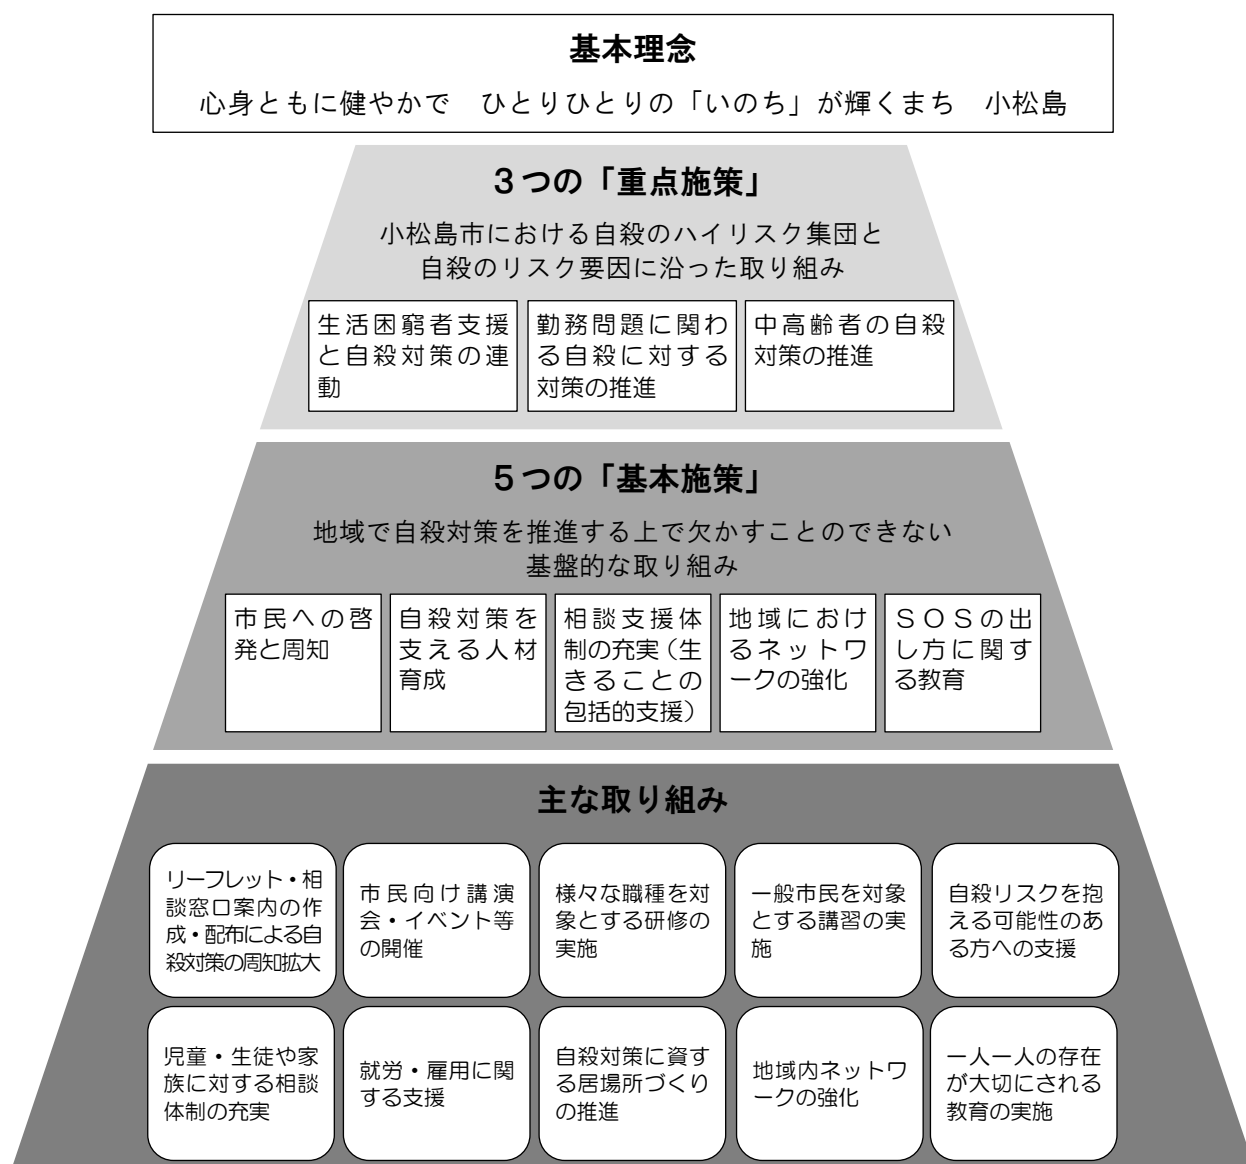 基本理念
心身ともに健やかで　ひとりひとりの「いのち」が輝くまち　小松島
３つの「重点施策」
小松島市における自殺のハイリスク集団と
自殺のリスク要因に沿った取り組み
生活困窮者支援
と自殺対策の連
動
勤務問題に関わ
る自殺に対する
対策の推進
中高齢者の自殺
対策の推進
５つの「基本施策」
地域で自殺対策を推進する上で欠かすことのできない
基盤的な取り組み
市民への啓
発と周知
自殺対策を
支える人材
育成
相談支援体
制の充実（生
きることの
包括的支援）
地域におけ
るネットワ
ークの強化
ＳＯＳの出
し方に関す
る教育
主な取り組み
リーフレット・相
談窓口案内の作
成・配布による自
殺対策の周知拡大
市民向け講演
会・イベント等
の開催
様々な職種を対
象とする研修の
実施
一般市民を対象
とする講習の実
施
自殺リスクを抱
える可能性のあ
る方への支援
児童・生徒や家
族に対する相談
体制の充実
就労・雇用に関
する支援
自殺対策に資す
る居場所づくり
の推進
地域内ネットワ
ークの強化
一人一人の存在
が大切にされる
教育の実施